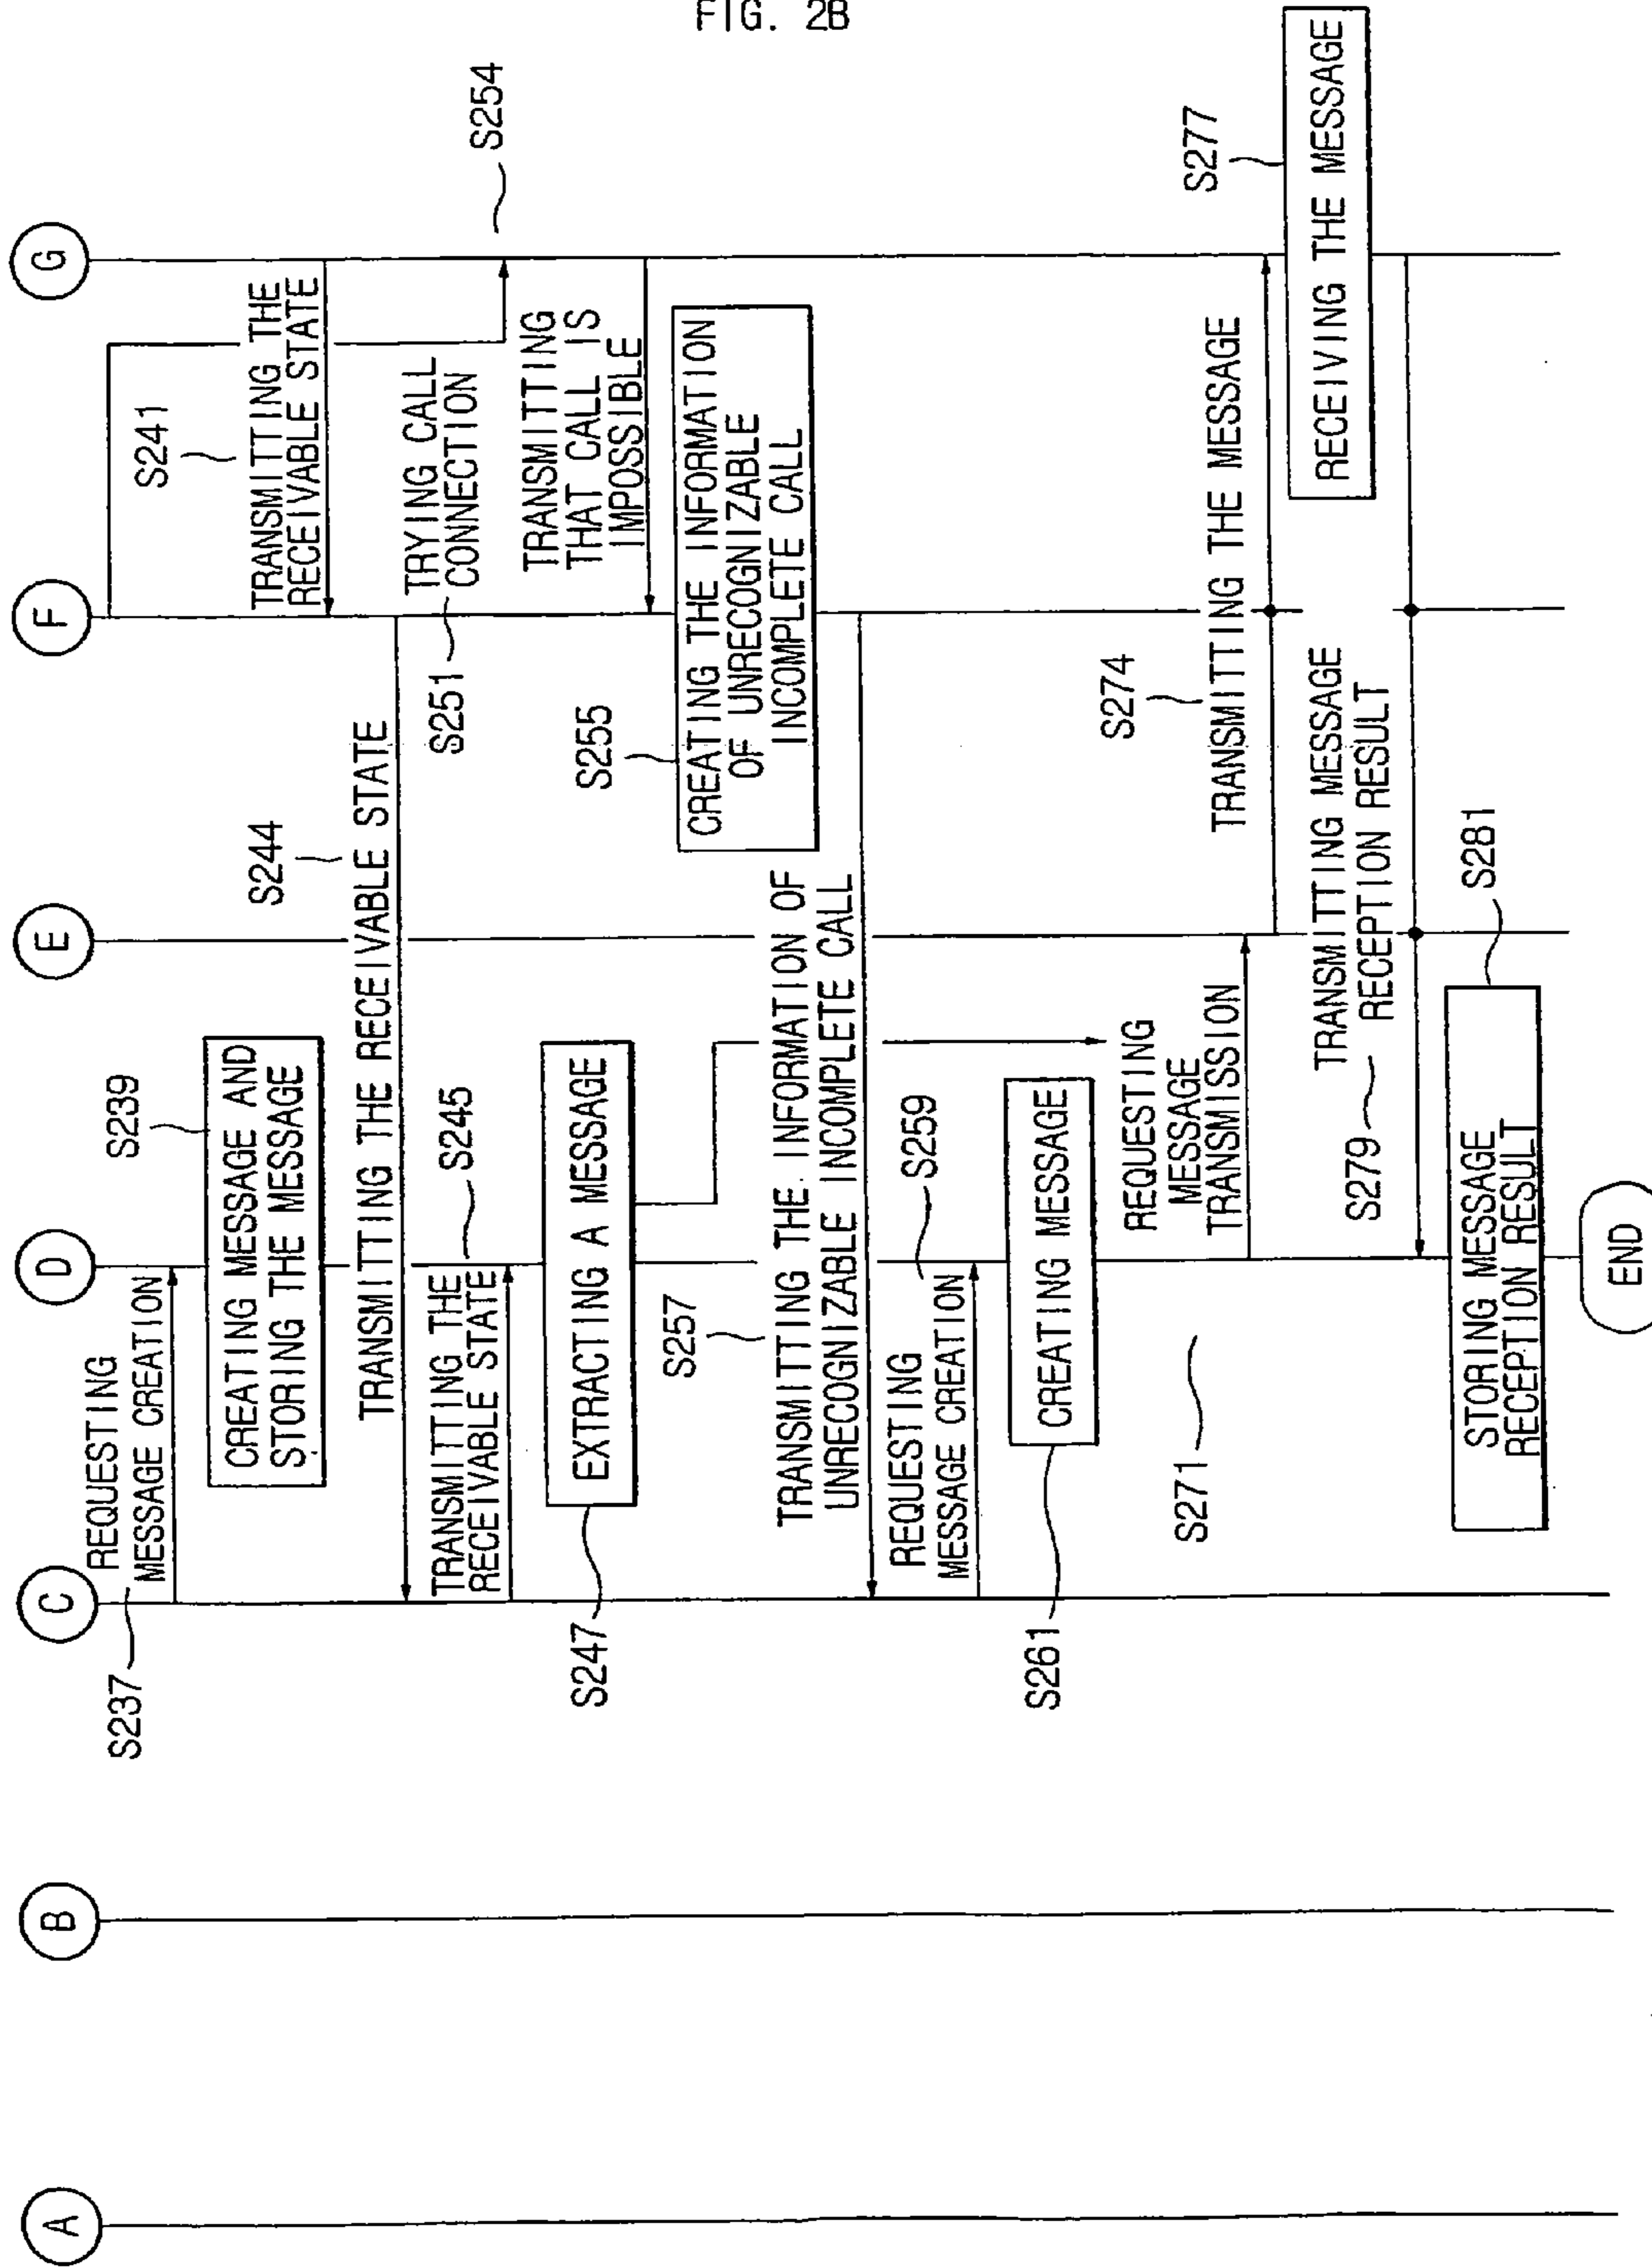 FIG. 2B
A
B
C
D
E
F
G
S237
REQUESTING
MESSAGE CREATION
S239
CREATING MESSAGE AND
STORING THE MESSAGE
S241
TRANSMITTING THE
RECEIVABLE STATE
S244
TRANSMITTING THE RECEIVABLE STATE
S245
TRANSMITTING THE
RECEIVABLE STATE
S247
EXTRACTING A MESSAGE
S251
TRYING CALL
CONNECTION
S254
TRANSMITTING
THAT CALL IS
IMPOSSIBLE
S255
CREATING THE INFORMATION
OF UNRECOGNIZABLE
INCOMPLETE CALL
S257
TRANSMITTING THE INFORMATION OF
UNRECOGNIZABLE INCOMPLETE CALL
S259
REQUESTING
MESSAGE CREATION
S261
CREATING MESSAGE
S271
REQUESTING
MESSAGE
TRANSMISSION
S274
TRANSMITTING THE MESSAGE
S277
RECEIVING THE MESSAGE
S279
TRANSMITTING MESSAGE
RECEPTION RESULT
S281
STORING MESSAGE
RECEPTION RESULT
END